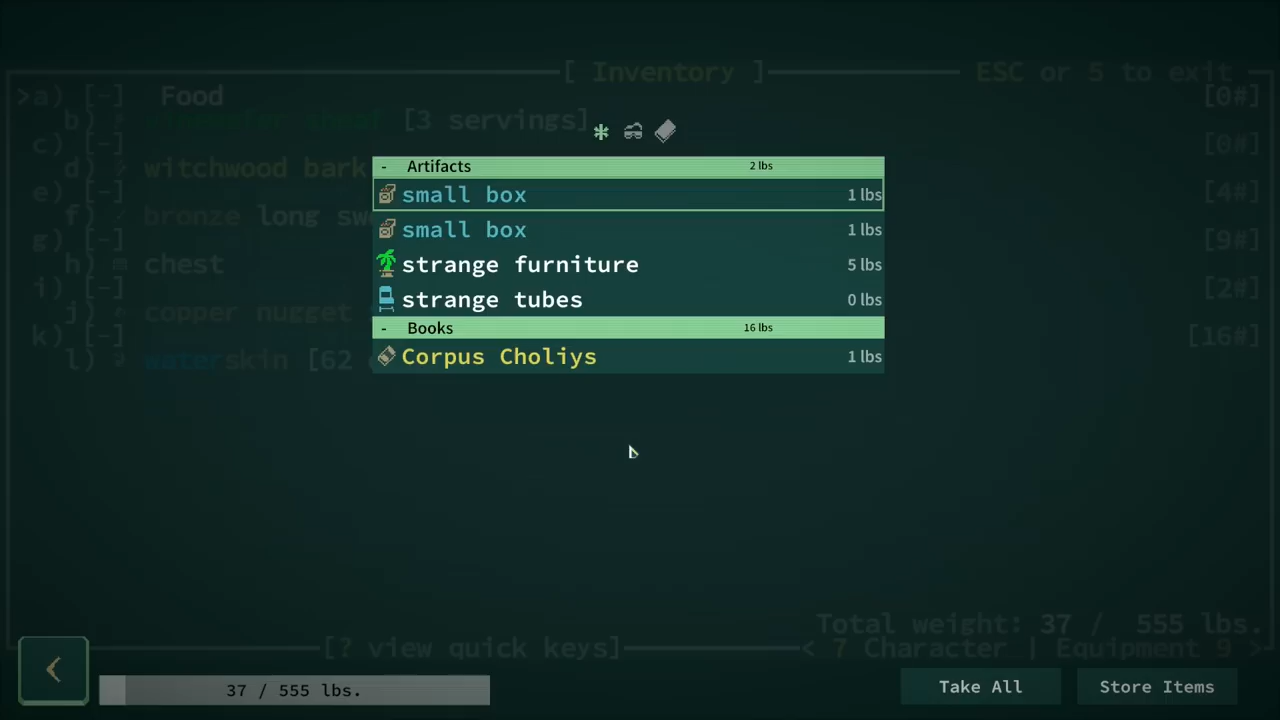 [ Inventory ]
ESC or 5 to exit
>a) [-] Food [0#]
b) [3 servings]
c) [-] [0#]
d) witchwood bark
e) [-] [4#]
f) bronze long sw
g) [-] [9#]
h) chest
i) [-] [2#]
j) copper nugget
k) [-] [16#]
l) waterskin [62
- Artifacts 2 lbs
small box 1 lbs
small box 1 lbs
strange furniture 5 lbs
strange tubes 0 lbs
- Books 16 lbs
Corpus Choliys 1 lbs
Total weight: 37 / 555 lbs.
[? view quick keys]
< 7 Character | Equipment 9 >
37 / 555 lbs.
Take All
Store Items